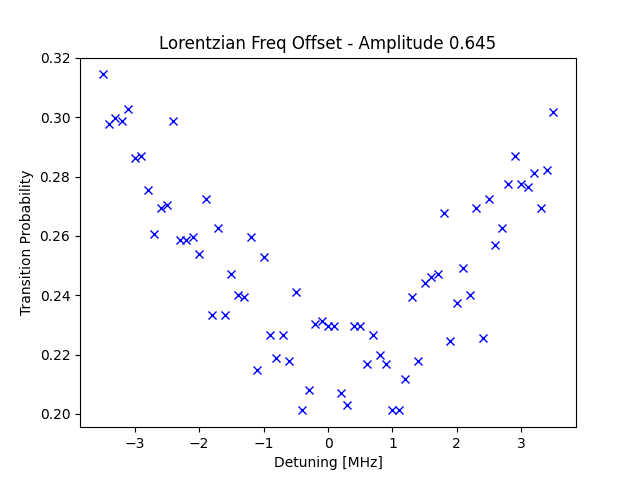 Lorentzian Freq Offset - Amplitude 0.645
0.32
0.30
0.28
0.26
0.24
0.22
0.20
Transition Probability
−3 −2 −1 0 1 2 3
Detuning [MHz]